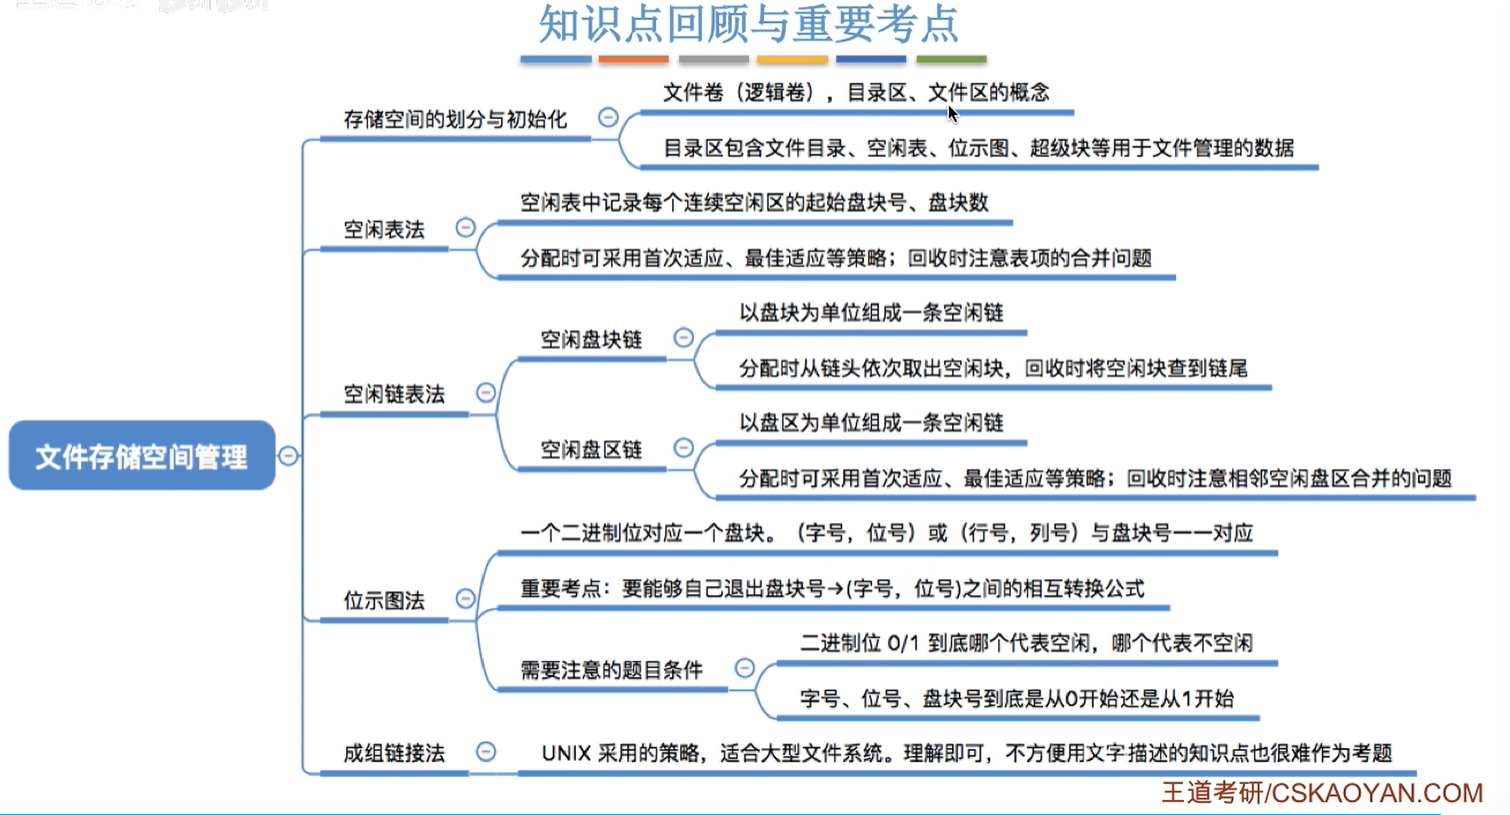 知识点回顾与重要考点
文件卷（逻辑卷），目录区、文件区的概念
存储空间的划分与初始化
目录区包含文件目录、空闲表、位示图、超级块等用于文件管理的数据
空闲表中记录每个连续空闲区的起始盘块号、盘块数
空闲表法
分配时可采用首次适应、最佳适应等策略；回收时注意表项的合并问题
以盘块为单位组成一条空闲链
空闲盘块链
分配时从链头依次取出空闲块，回收时将空闲块查到链尾
空闲链表法
以盘区为单位组成一条空闲链
空闲盘区链
分配时可采用首次适应、最佳适应等策略；回收时注意相邻空闲盘区合并的问题
文件存储空间管理
一个二进制位对应一个盘块。（字号，位号）或（行号，列号）与盘块号一一对应
重要考点：要能够自己退出盘块号→(字号，位号)之间的相互转换公式
位示图法
二进制位 0/1 到底哪个代表空闲，哪个代表不空闲
需要注意的题目条件
字号、位号、盘块号到底是从0开始还是从1开始
成组链接法
UNIX 采用的策略，适合大型文件系统。理解即可，不方便用文字描述的知识点也很难作为考题
王道考研/CSKAOYAN.COM